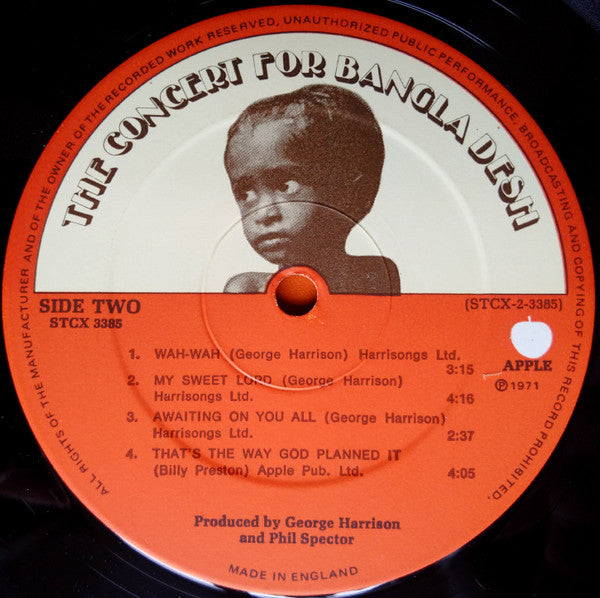 ALL RIGHTS OF THE MANUFACTURER AND OF THE OWNER OF THE RECORDED WORK RESERVED, UNAUTHORIZED PUBLIC PERFORMANCE, BROADCASTING AND COPYING OF THIS RECORD PROHIBITED.
THE CONCERT FOR BANGLA DESH
SIDE TWO
STCX 3385
(STCX-2-3385)
1. WAH-WAH (George Harrison) Harrisongs Ltd.
3:15
2. MY SWEET LORD (George Harrison)
Harrisongs Ltd. 4:16
3. AWAITING ON YOU ALL (George Harrison)
Harrisongs Ltd. 2:37
4. THAT'S THE WAY GOD PLANNED IT
(Billy Preston) Apple Pub. Ltd. 4:05
APPLE
℗ 1971
Produced by George Harrison
and Phil Spector
MADE IN ENGLAND